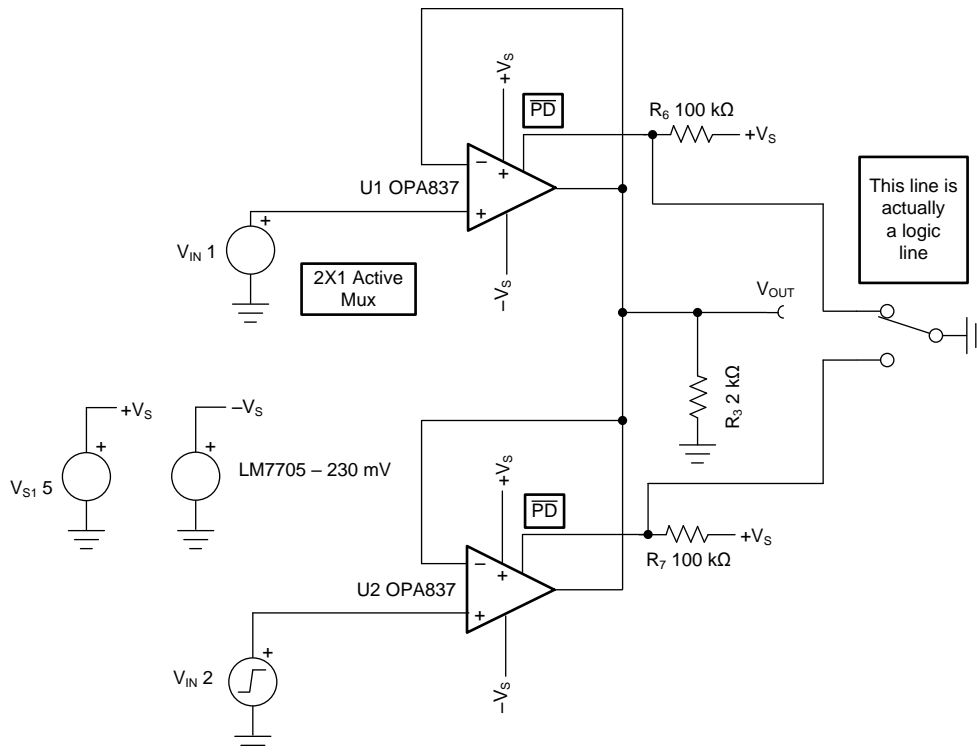 +VS
PD
R6 100 kΩ
+VS
−
+
U1 OPA837
+
This line is
actually
a logic
line
+
VIN 1
2X1 Active
Mux
−VS
VOUT
R3 2 kΩ
+VS
−VS
+
+
VS1 5
LM7705 – 230 mV
+VS
PD
+VS
−
+
R7 100 kΩ
U2 OPA837
+
+
VIN 2
−VS